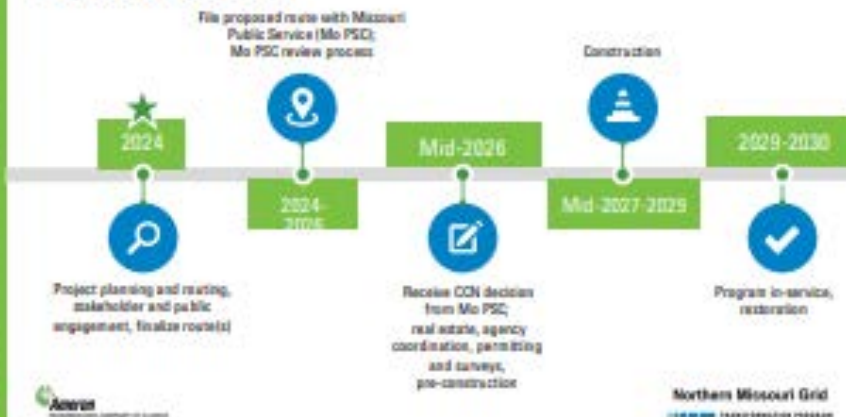 File proposed route with Missouri
Public Service (Mo PSC);
Mo PSC review process
Construction
2024
Mid-2026
2029-2030
2024-
2026
Mid-2027-2029
Project planning and routing,
stakeholder and public
engagement, finalize route(s)
Receive CCN decision
from Mo PSC;
real estate, agency
coordination, permitting
and surveys,
pre-construction
Program in-service,
restoration
Ameren
Northern Missouri Grid